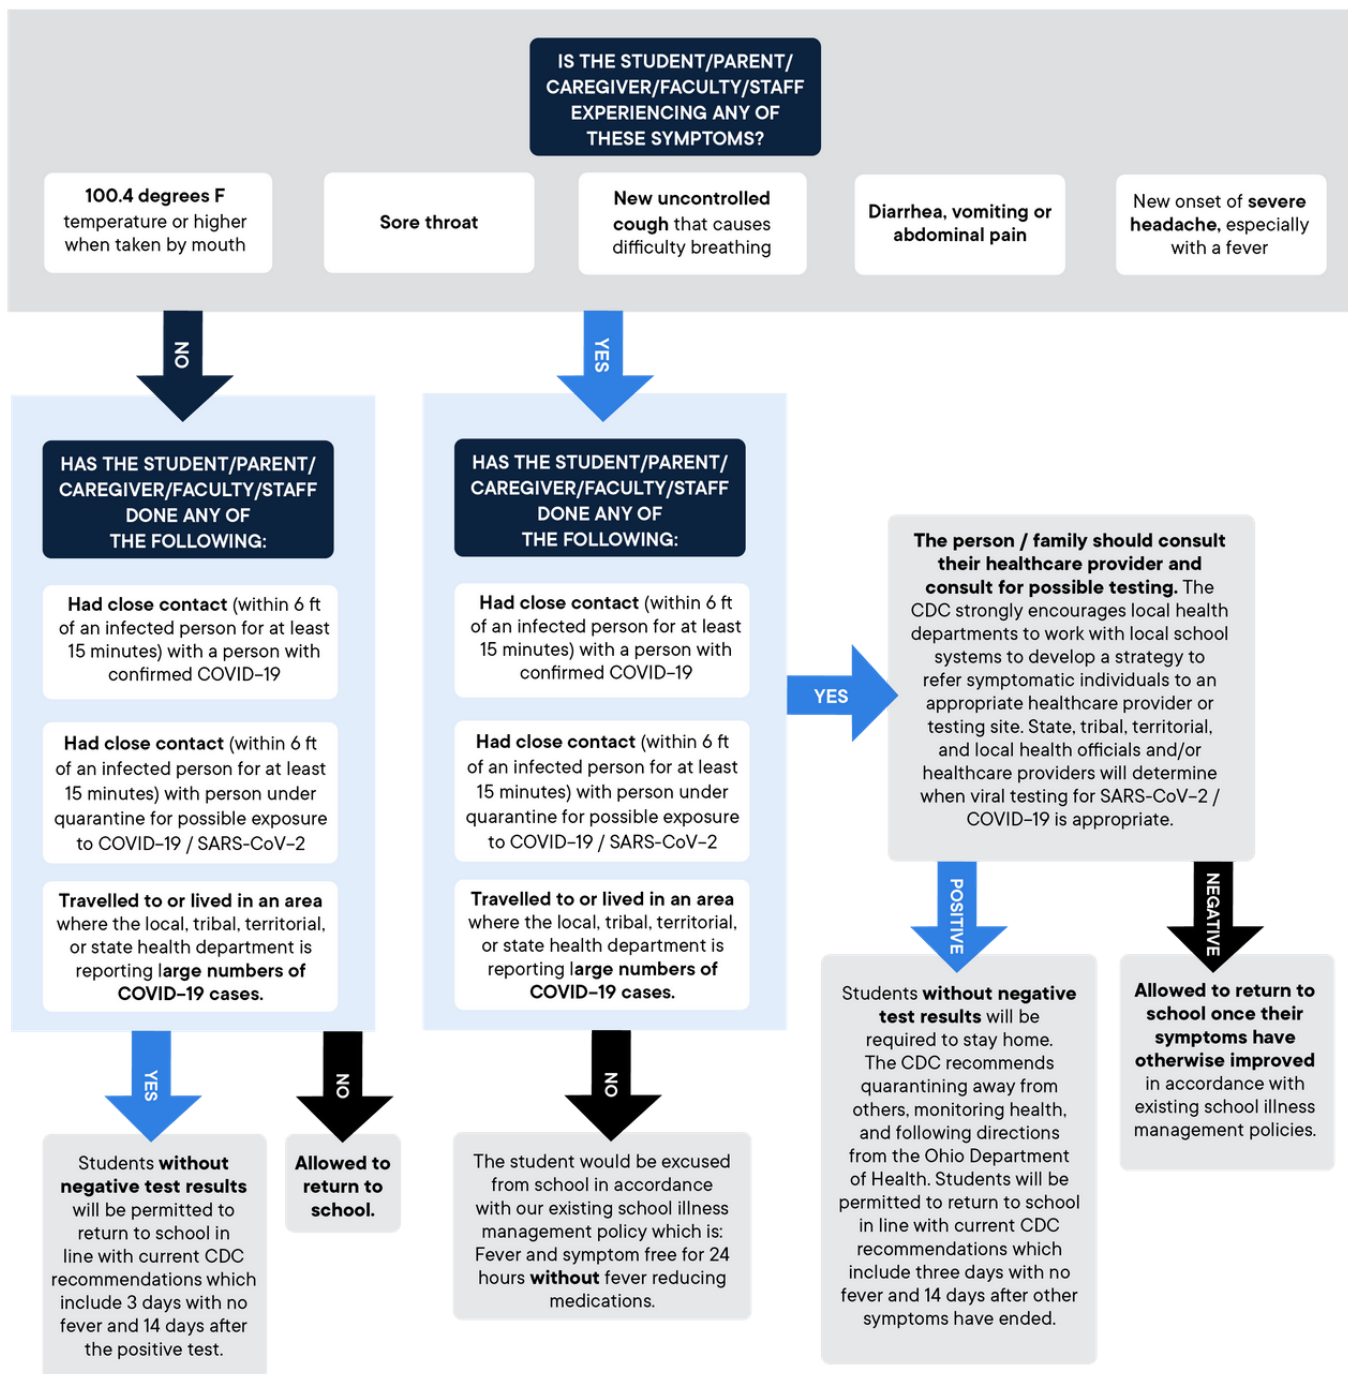 IS THE STUDENT/PARENT/
CAREGIVER/FACULTY/STAFF
EXPERIENCING ANY OF
THESE SYMPTOMS?
100.4 degrees F
temperature or higher
when taken by mouth
Sore throat
New uncontrolled
cough that causes
difficulty breathing
Diarrhea, vomiting or
abdominal pain
New onset of severe
headache, especially
with a fever
NO
YES
HAS THE STUDENT/PARENT/
CAREGIVER/FACULTY/STAFF
DONE ANY OF
THE FOLLOWING:
Had close contact (within 6 ft
of an infected person for at least
15 minutes) with a person with
confirmed COVID-19
Had close contact (within 6 ft
of an infected person for at least
15 minutes) with person under
quarantine for possible exposure
to COVID-19 / SARS-CoV-2
Travelled to or lived in an area
where the local, tribal, territorial,
or state health department is
reporting large numbers of
COVID-19 cases.
YES
NO
Students without
negative test results
will be permitted to
return to school in
line with current CDC
recommendations which
include 3 days with no
fever and 14 days after
the positive test.
Allowed to
return to
school.
HAS THE STUDENT/PARENT/
CAREGIVER/FACULTY/STAFF
DONE ANY OF
THE FOLLOWING:
Had close contact (within 6 ft
of an infected person for at least
15 minutes) with a person with
confirmed COVID-19
Had close contact (within 6 ft
of an infected person for at least
15 minutes) with person under
quarantine for possible exposure
to COVID-19 / SARS-CoV-2
Travelled to or lived in an area
where the local, tribal, territorial,
or state health department is
reporting large numbers of
COVID-19 cases.
NO
The student would be excused
from school in accordance
with our existing school illness
management policy which is:
Fever and symptom free for 24
hours without fever reducing
medications.
YES
The person / family should consult
their healthcare provider and
consult for possible testing. The
CDC strongly encourages local health
departments to work with local school
systems to develop a strategy to
refer symptomatic individuals to an
appropriate healthcare provider or
testing site. State, tribal, territorial,
and local health officials and/or
healthcare providers will determine
when viral testing for SARS-CoV-2 /
COVID-19 is appropriate.
POSITIVE
NEGATIVE
Students without negative
test results will be
required to stay home.
The CDC recommends
quarantining away from
others, monitoring health,
and following directions
from the Ohio Department
of Health. Students will be
permitted to return to school
in line with current CDC
recommendations which
include three days with no
fever and 14 days after other
symptoms have ended.
Allowed to return to
school once their
symptoms have
otherwise improved
in accordance with
existing school illness
management policies.